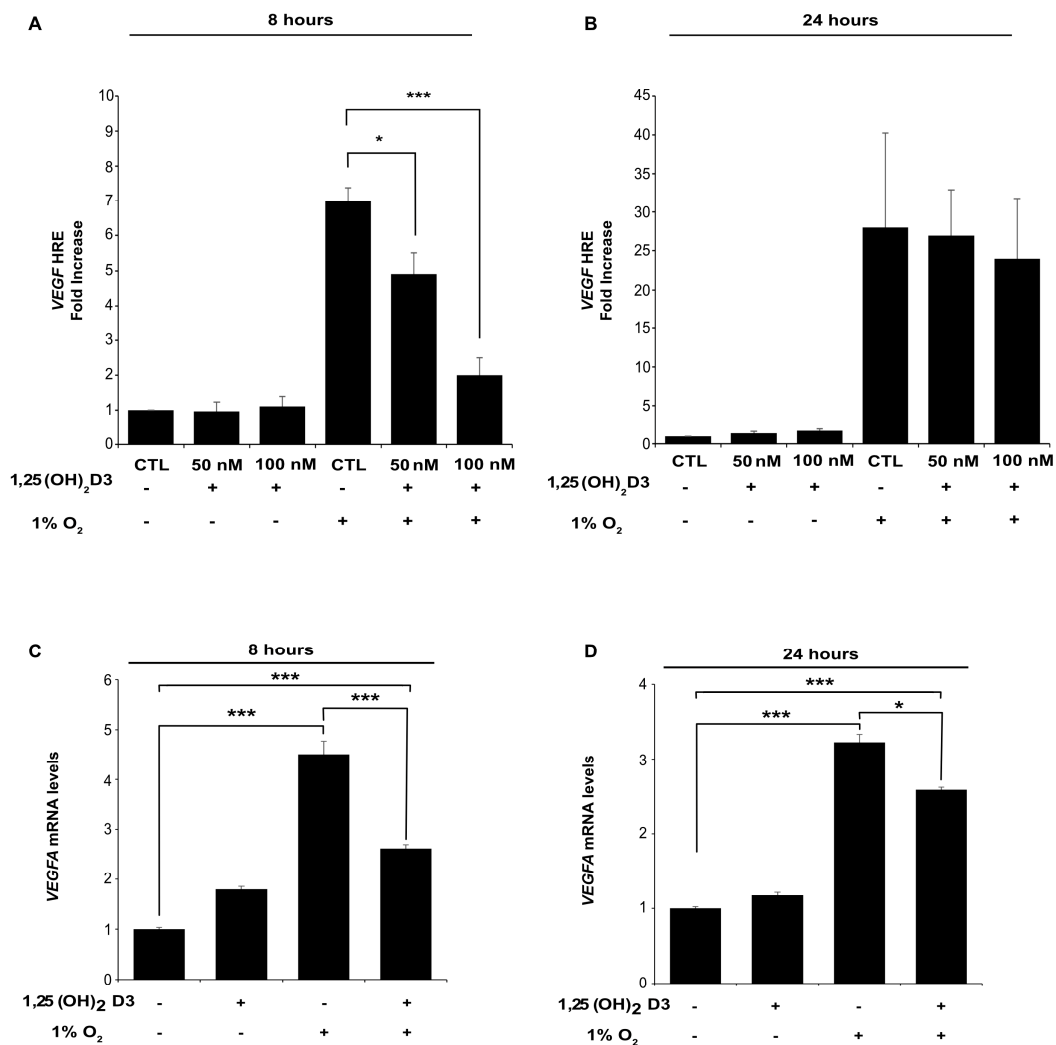 A
8 hours
VEGF HRE
Fold Increase
10
9
8
7
6
5
4
3
2
1
0
***
*
CTL 50 nM 100 nM CTL 50 nM 100 nM
1,25(OH)2D3 - + + - + +
1% O2 - - - + + +
B
24 hours
VEGF HRE
Fold Increase
45
40
35
30
25
20
15
10
5
0
CTL 50 nM 100 nM CTL 50 nM 100 nM
1,25(OH)2D3 - + + - + +
1% O2 - - - + + +
C
8 hours
VEGFA mRNA levels
6
5
4
3
2
1
0
***
*** ***
1,25(OH)2 D3 - + - +
1% O2 - - + +
D
24 hours
VEGFA mRNA levels
4
3
2
1
0
***
*** *
1,25(OH)2 D3 - + - +
1% O2 - - + +